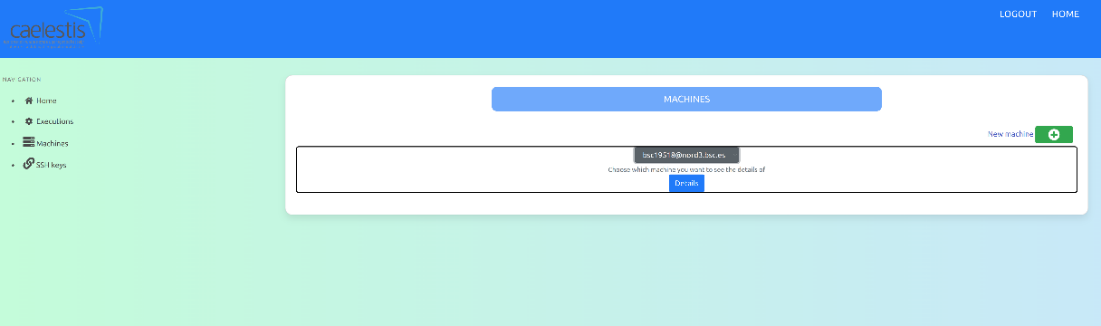 LOGOUT HOME
caelestis
NAVIGATION
Home
Executions
Machines
SSH keys
MACHINES
New machine
bsc19518@nord3.bsc.es
Choose which machine you want to see the details of
Details